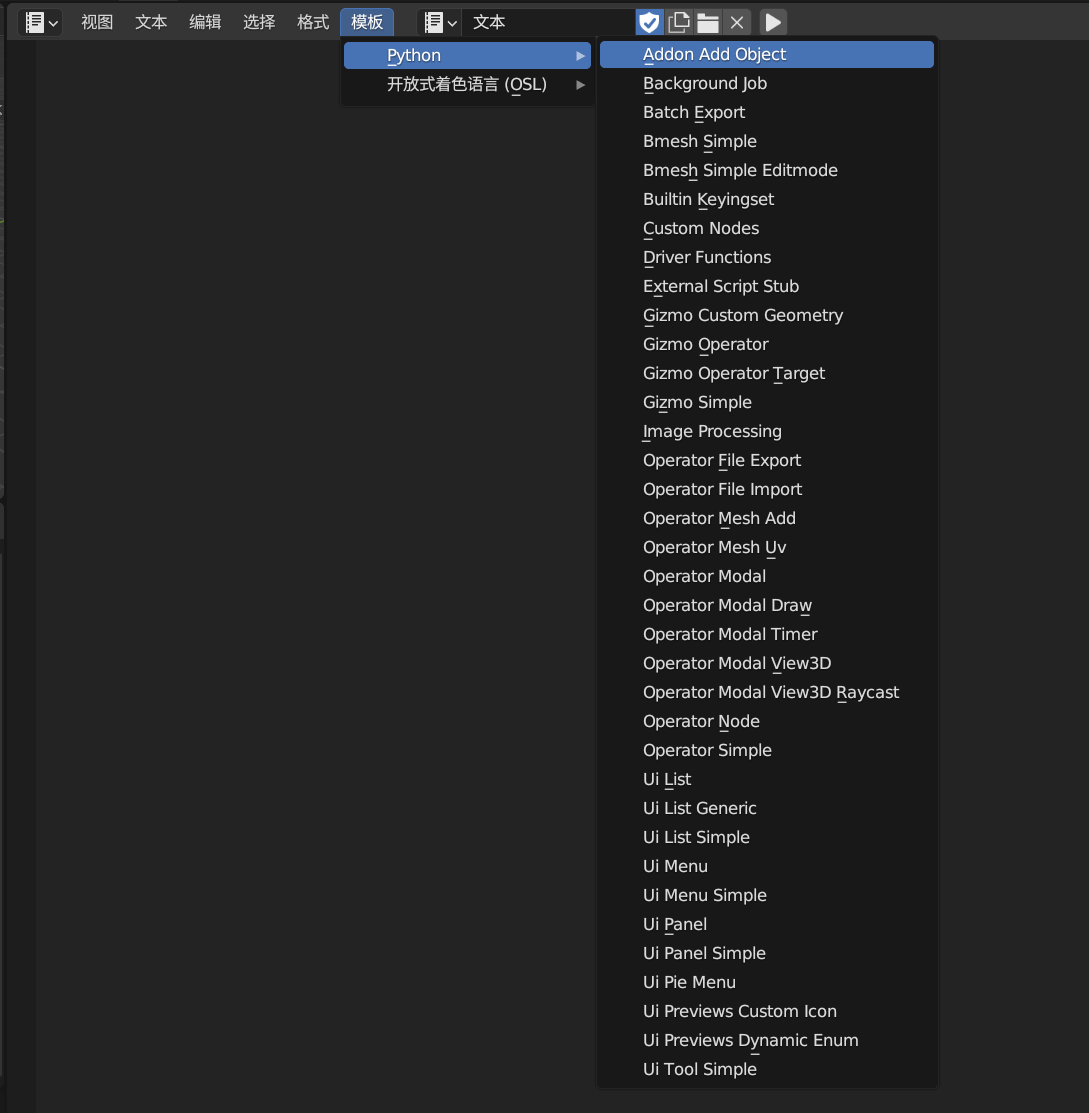 视图 文本 编辑 选择 格式 模板 文本
Python
开放式着色语言 (OSL)
Addon Add Object
Background Job
Batch Export
Bmesh Simple
Bmesh Simple Editmode
Builtin Keyingset
Custom Nodes
Driver Functions
External Script Stub
Gizmo Custom Geometry
Gizmo Operator
Gizmo Operator Target
Gizmo Simple
Image Processing
Operator File Export
Operator File Import
Operator Mesh Add
Operator Mesh Uv
Operator Modal
Operator Modal Draw
Operator Modal Timer
Operator Modal View3D
Operator Modal View3D Raycast
Operator Node
Operator Simple
Ui List
Ui List Generic
Ui List Simple
Ui Menu
Ui Menu Simple
Ui Panel
Ui Panel Simple
Ui Pie Menu
Ui Previews Custom Icon
Ui Previews Dynamic Enum
Ui Tool Simple